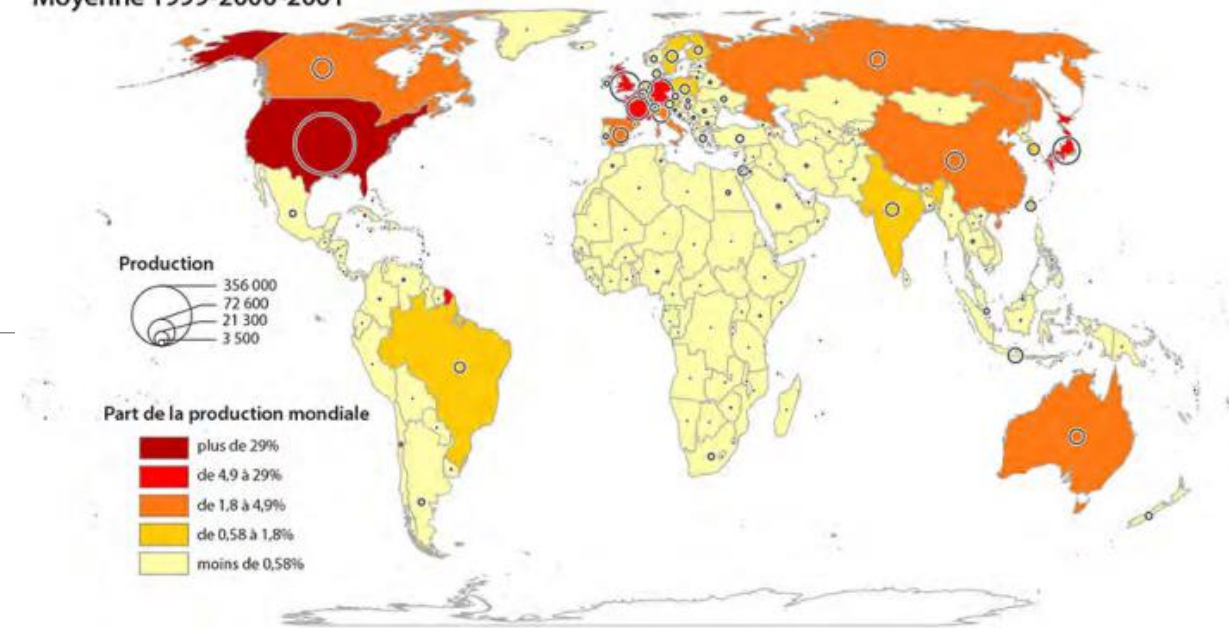 Moyenne 1999-2000-2001
Production
356 000
72 600
21 300
3 500
Part de la production mondiale
plus de 29%
de 4,9 à 29%
de 1,8 à 4,9%
de 0,58 à 1,8%
moins de 0,58%